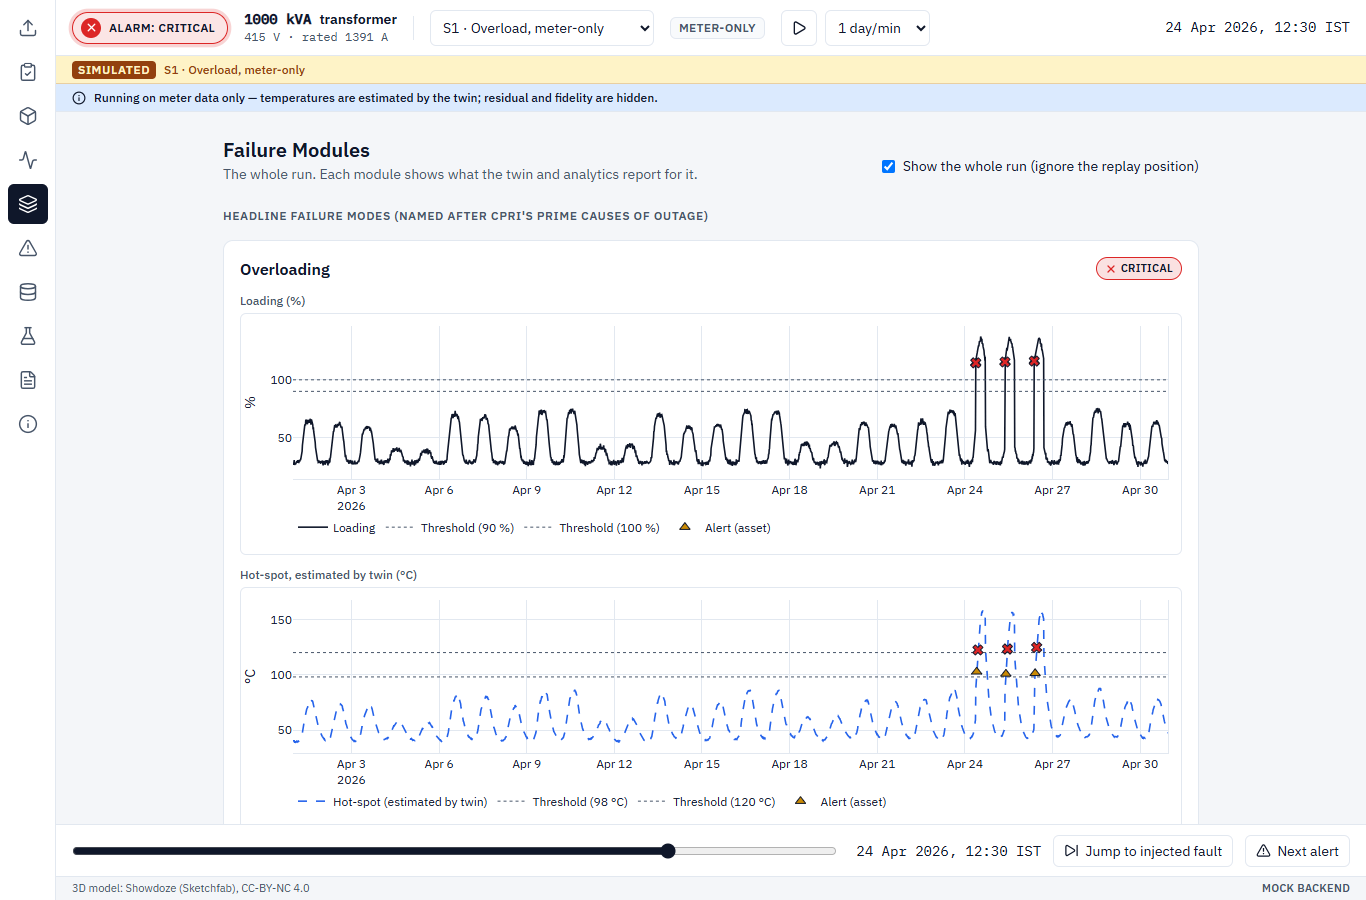 ALARM: CRITICAL
1000 kVA transformer
415 V · rated 1391 A
S1 · Overload, meter-only
METER-ONLY
1 day/min
24 Apr 2026, 12:30 IST
SIMULATED S1 · Overload, meter-only
Running on meter data only — temperatures are estimated by the twin; residual and fidelity are hidden.
Failure Modules
The whole run. Each module shows what the twin and analytics report for it.
Show the whole run (ignore the replay position)
HEADLINE FAILURE MODES (NAMED AFTER CPRI'S PRIME CAUSES OF OUTAGE)
Overloading
CRITICAL
Loading (%)
100
50
%
Apr 3 Apr 6 Apr 9 Apr 12 Apr 15 Apr 18 Apr 21 Apr 24 Apr 27 Apr 30
2026
Loading Threshold (90 %) Threshold (100 %) Alert (asset)
Hot-spot, estimated by twin (°C)
150
100
50
°C
Apr 3 Apr 6 Apr 9 Apr 12 Apr 15 Apr 18 Apr 21 Apr 24 Apr 27 Apr 30
2026
Hot-spot (estimated by twin) Threshold (98 °C) Threshold (120 °C) Alert (asset)
24 Apr 2026, 12:30 IST
Jump to injected fault
Next alert
3D model: Showdoze (Sketchfab), CC-BY-NC 4.0
MOCK BACKEND